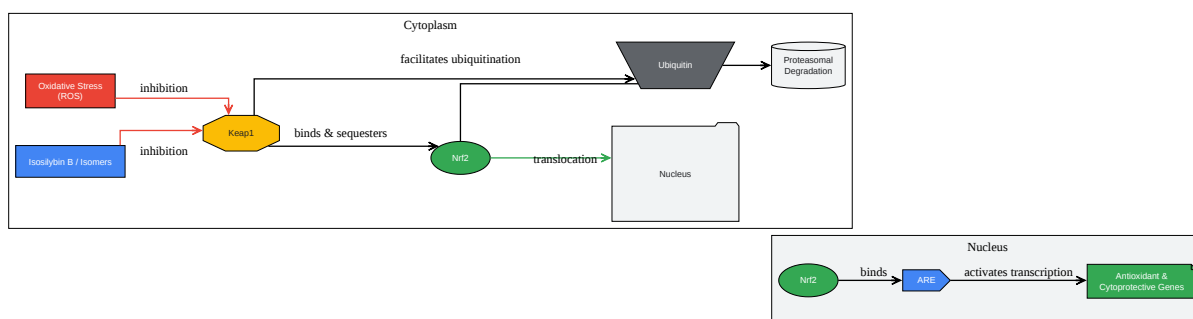 Cytoplasm
facilitates ubiquitination
Ubiquitin
Proteasomal
Degradation
Oxidative Stress
(ROS)
inhibition
Keap1
binds & sequesters
inhibition
Isosilybin B / Isomers
Nrf2
translocation
Nucleus
Nucleus
Nrf2
binds
ARE
activates transcription
Antioxidant &
Cytoprotective Genes